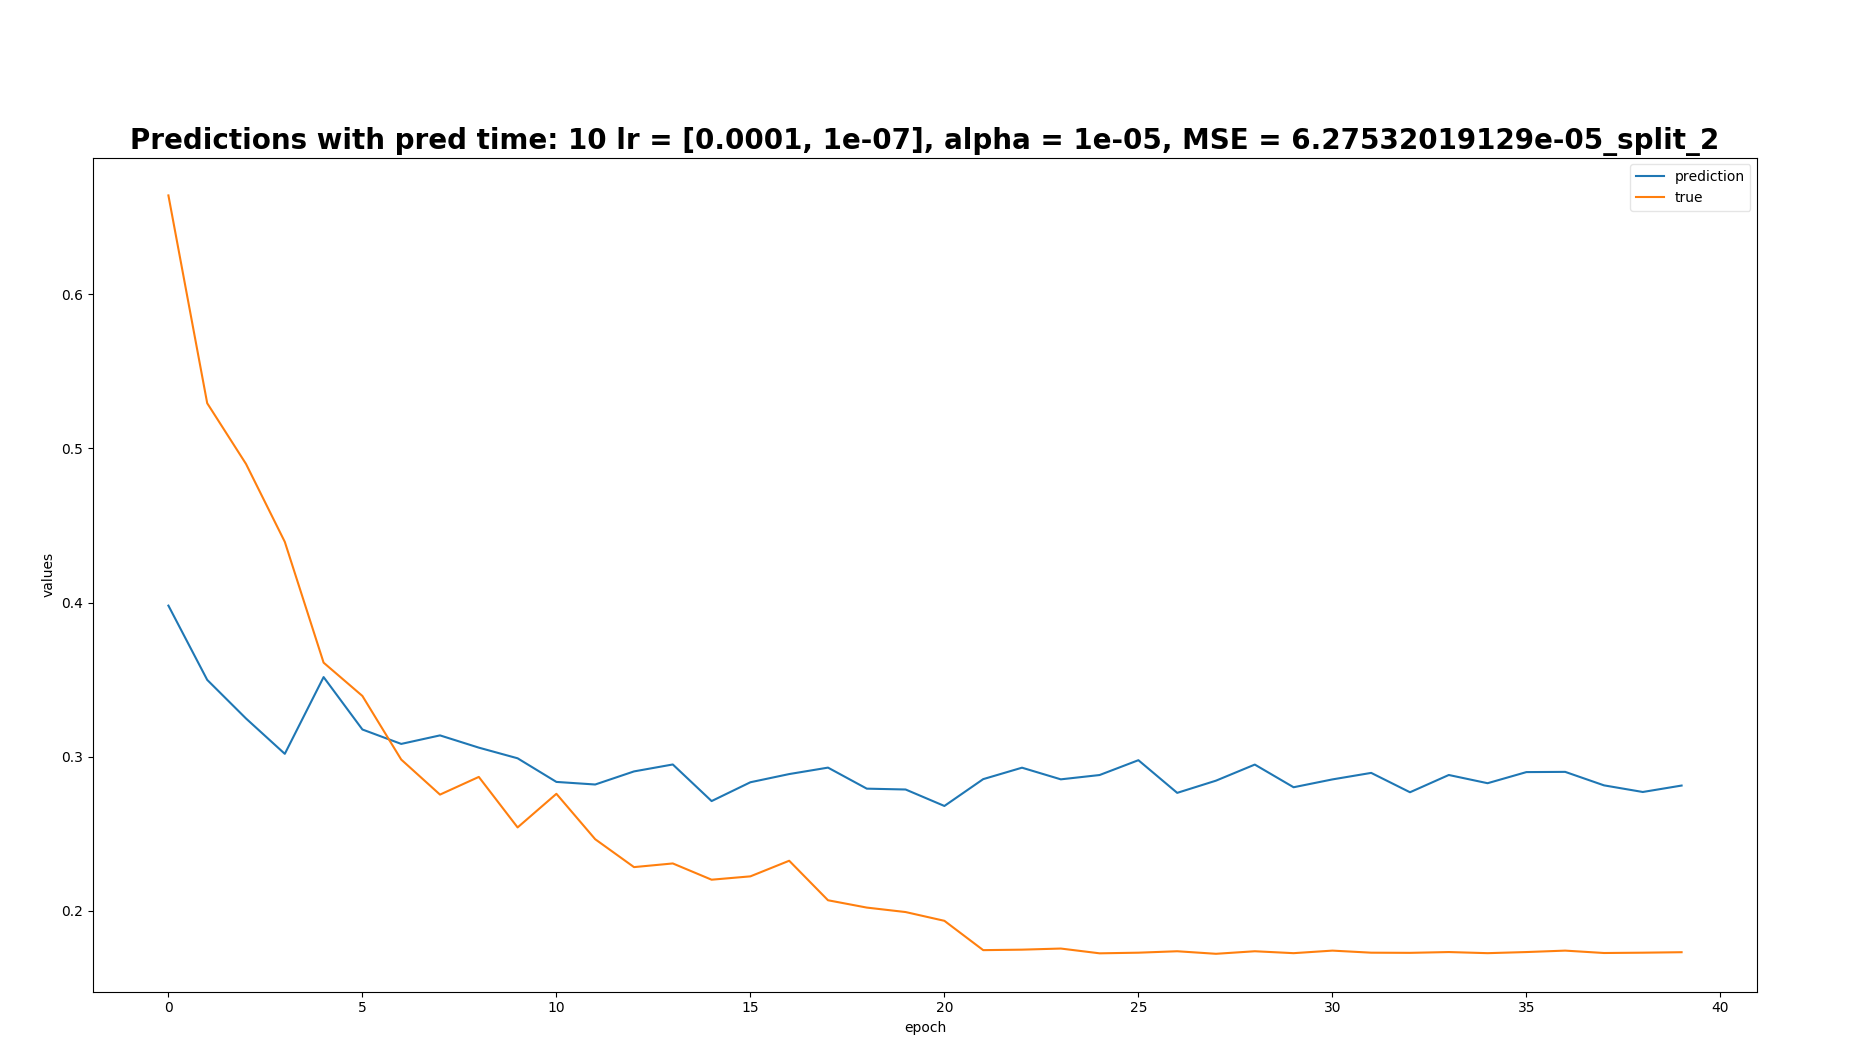 Predictions with pred time: 10 lr = [0.0001, 1e-07], alpha = 1e-05, MSE = 6.27532019129e-05_split_2
prediction
true
0.6
0.5
0.4
0.3
0.2
values
0 5 10 15 20 25 30 35 40
epoch